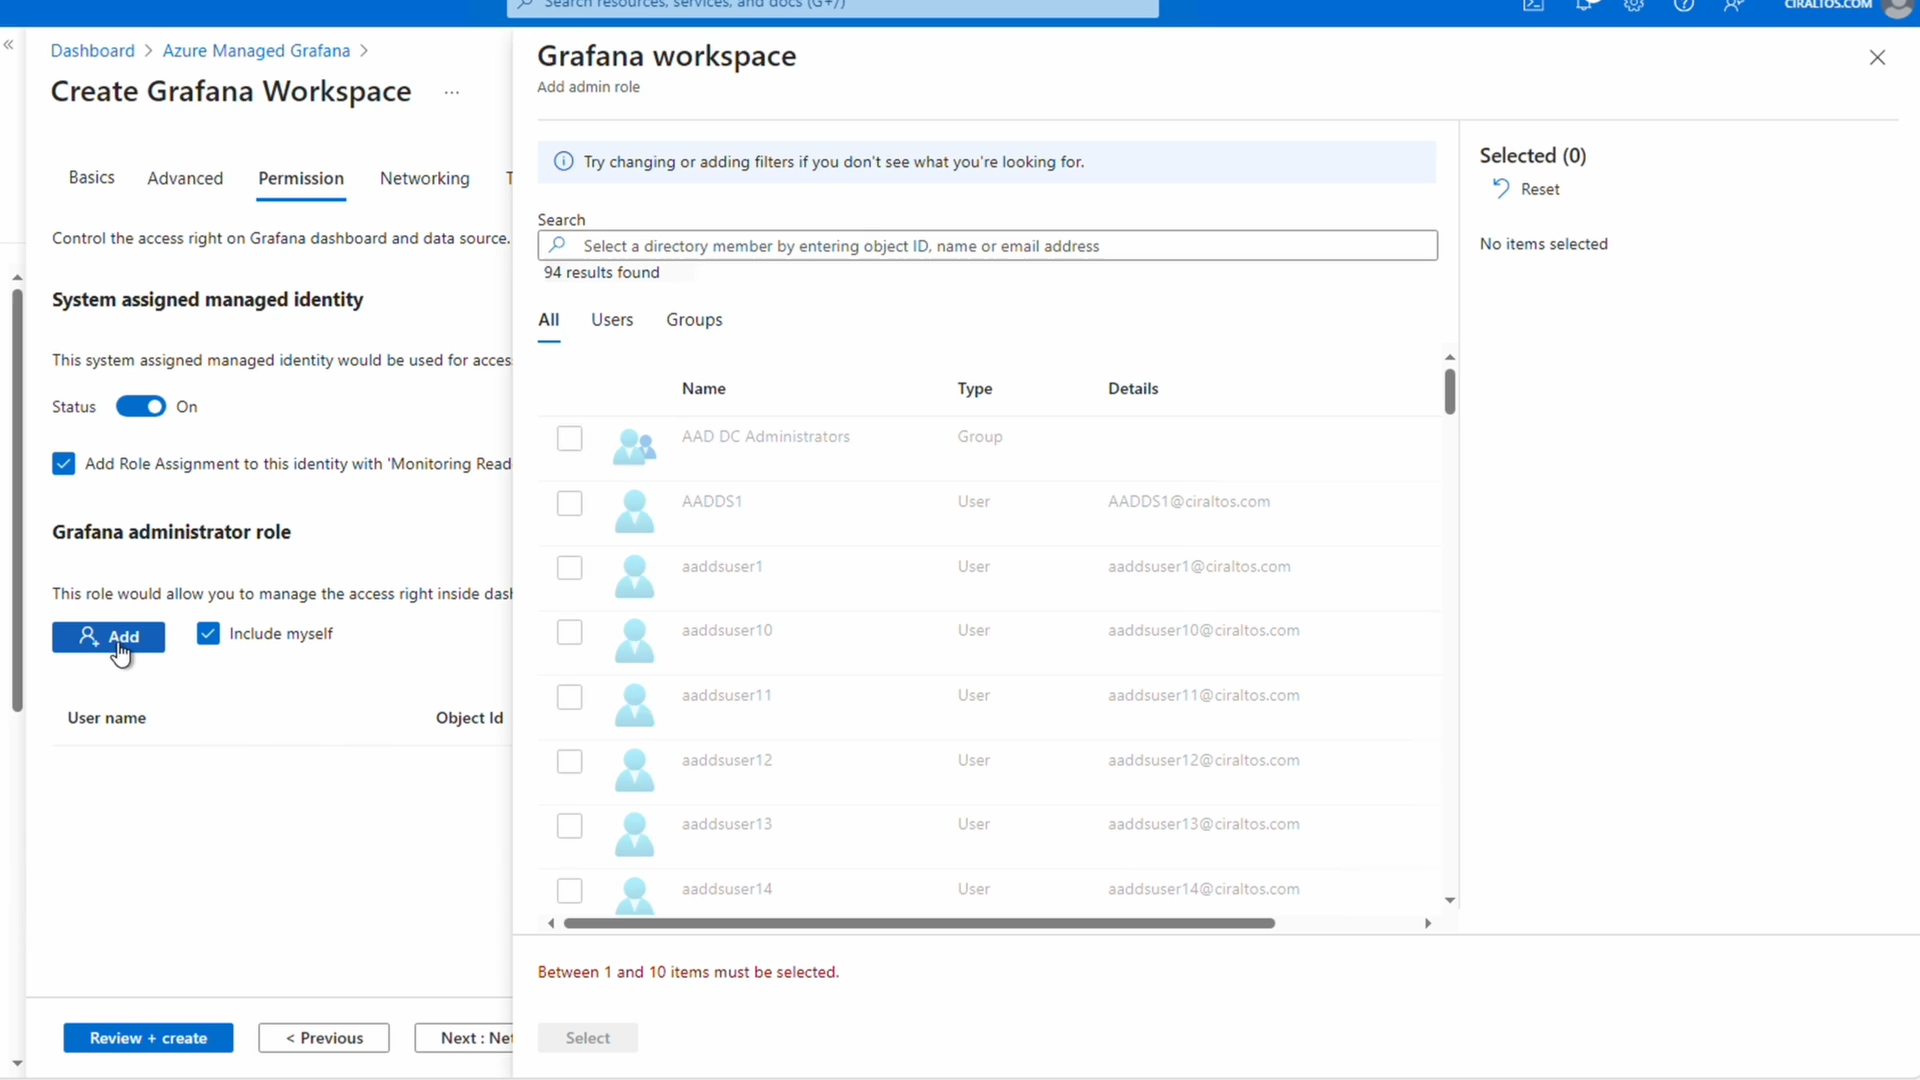 Search resources, services, and docs (G+/)
CIRALTOS.COM
Dashboard > Azure Managed Grafana >
Create Grafana Workspace ...
Basics Advanced Permission Networking T
Control the access right on Grafana dashboard and data source.
System assigned managed identity
This system assigned managed identity would be used for acces
Status On
Add Role Assignment to this identity with 'Monitoring Read
Grafana administrator role
This role would allow you to manage the access right inside dash
Add Include myself
User name Object Id
Review + create < Previous Next : Net
Grafana workspace
Add admin role
Try changing or adding filters if you don't see what you're looking for.
Search
Select a directory member by entering object ID, name or email address
94 results found
All Users Groups
Name Type Details
AAD DC Administrators Group
AADDS1 User AADDS1@ciraltos.com
aaddsuser1 User aaddsuser1@ciraltos.com
aaddsuser10 User aaddsuser10@ciraltos.com
aaddsuser11 User aaddsuser11@ciraltos.com
aaddsuser12 User aaddsuser12@ciraltos.com
aaddsuser13 User aaddsuser13@ciraltos.com
aaddsuser14 User aaddsuser14@ciraltos.com
Between 1 and 10 items must be selected.
Select
Selected (0)
Reset
No items selected